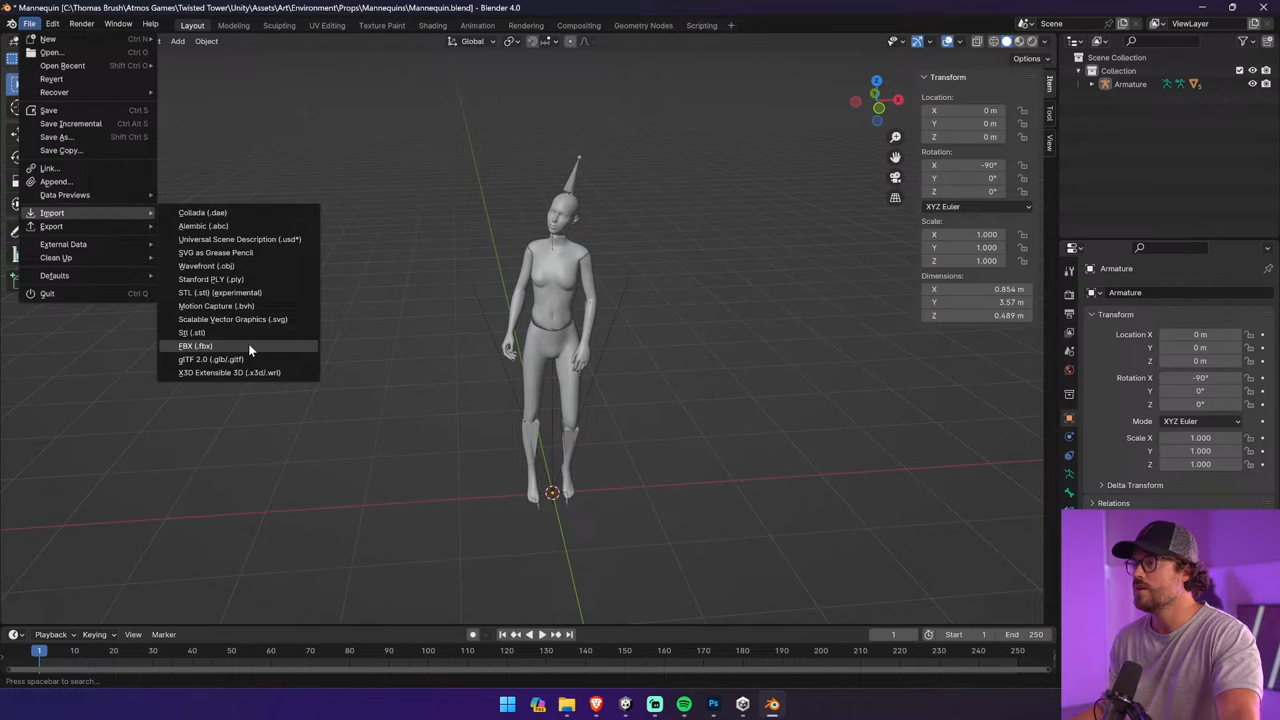 * Mannequin [C:\Thomas Brush\Atmos Games\Twisted Tower\Unity\Assets\Art\Environment\Props\Mannequins\Mannequin.blend] - Blender 4.0
File Edit Render Window Help Layout Modeling Sculpting UV Editing Texture Paint Shading Animation Rendering Compositing Geometry Nodes Scripting Scene ViewLayer
New Ctrl N
Open... Ctrl O
Open Recent Shift Ctrl O
Revert
Recover
Save Ctrl S
Save Incremental Ctrl Alt S
Save As... Shift Ctrl S
Save Copy...
Link...
Append...
Data Previews
Import
Export
External Data
Clean Up
Defaults
Quit Ctrl Q
Collada (.dae)
Alembic (.abc)
Universal Scene Description (.usd*)
SVG as Grease Pencil
Wavefront (.obj)
Stanford PLY (.ply)
STL (.stl) (experimental)
Motion Capture (.bvh)
Scalable Vector Graphics (.svg)
Stl (.stl)
FBX (.fbx)
glTF 2.0 (.glb/.gltf)
X3D Extensible 3D (.x3d/.wrl)
Add Object Global
Options
Z
Y
X
Transform
Location:
X 0 m
Y 0 m
Z 0 m
Rotation:
X -90°
Y 0°
Z 0°
XYZ Euler
Scale:
X 1.000
Y 1.000
Z 1.000
Dimensions:
X 0.854 m
Y 3.57 m
Z 0.489 m
Item
Tool
View
Scene Collection
Collection
Armature 5
Armature
Armature
Transform
Location X 0 m
Y 0 m
Z 0 m
Rotation X -90°
Y 0°
Z 0°
Mode XYZ Euler
Scale X 1.000
Y 1.000
Z 1.000
Delta Transform
Relations
Playback Keying View Marker 1 Start 1 End 250
1 10 20 30 40 50 60 70 80 90 100 110 120 130 140 150 160 170 180 190 200 210 220 230 240 250
Press spacebar to search...